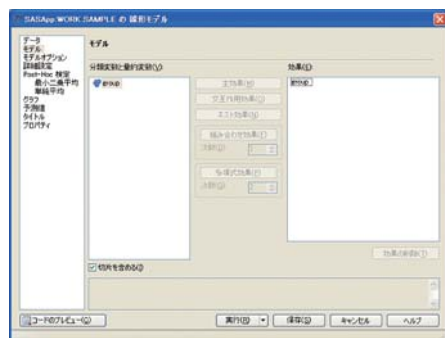 SASApp:WORK.SAMPLE の 線形モデル
データ
モデル
モデルオプション
詳細設定
Post-Hoc 検定
最小二乗平均
単純平均
グラフ
予測値
タイトル
プロパティ
モデル
分類変数と量的変数(V):
group
主効果(M)
交互作用効果(C)
ネスト効果(N)
組み合わせ効果(F)
次数(D):
2
多項式効果(P)
次数(G):
2
効果(E):
group
効果の削除(T)
切片を含める(I)
コードのプレビュー(C)
実行(R)
保存(S)
キャンセル
ヘルプ